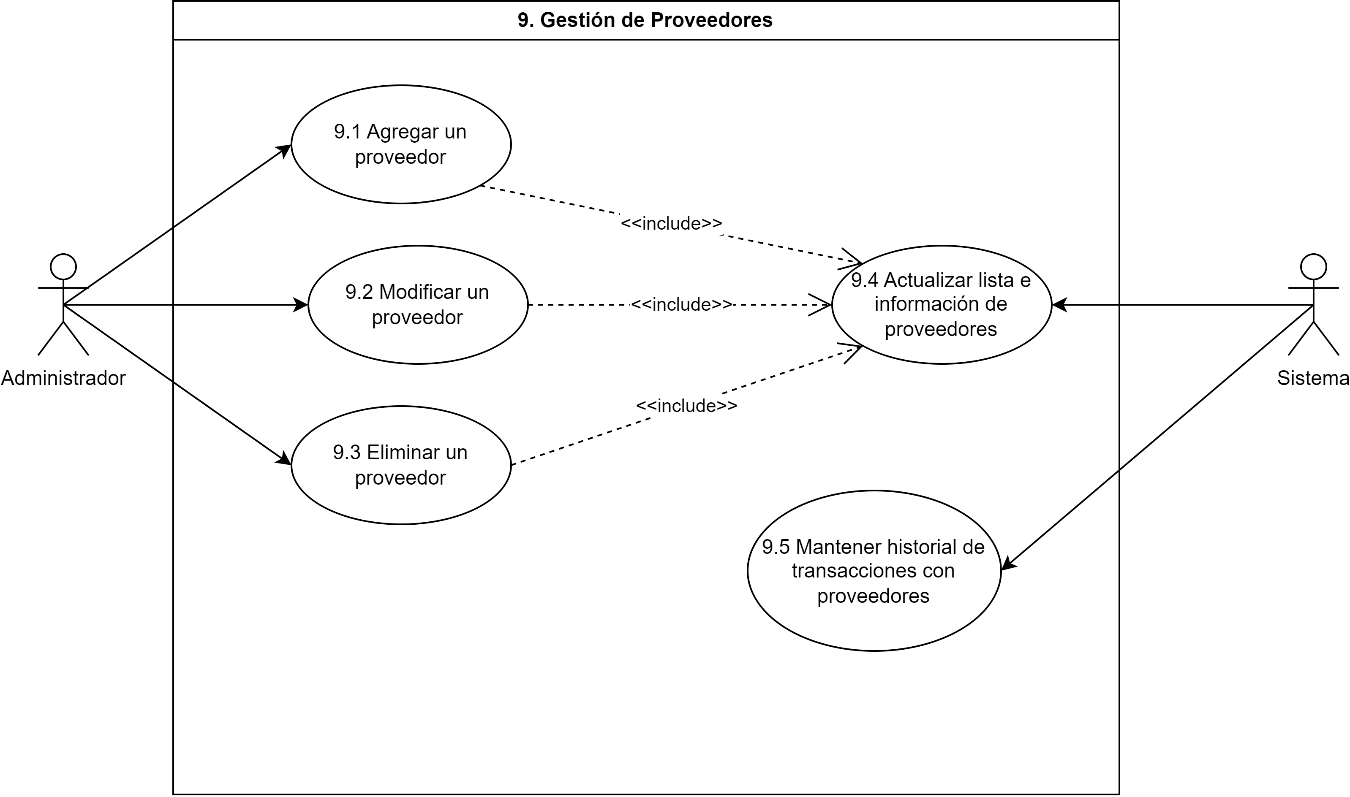 9. Gestión de Proveedores
9.1 Agregar un
proveedor
<<include>>
9.2 Modificar un
proveedor
<<include>>
9.4 Actualizar lista e
información de
proveedores
Administrador
Sistema
<<include>>
9.3 Eliminar un
proveedor
9.5 Mantener historial de
transacciones con
proveedores